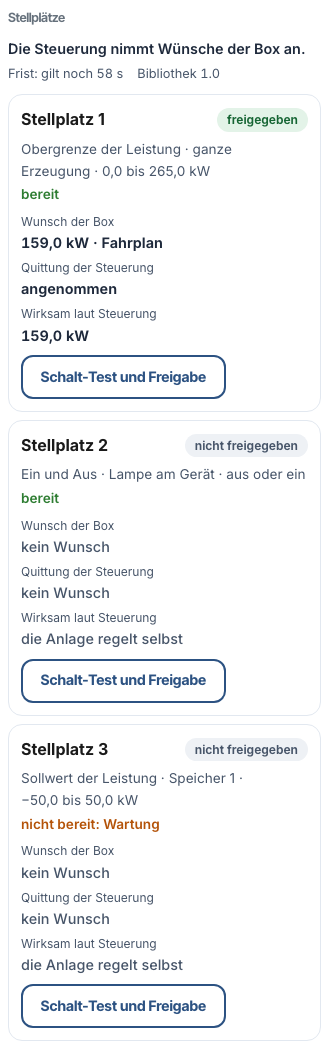 Stellplätze
Die Steuerung nimmt Wünsche der Box an.
Frist: gilt noch 58 s Bibliothek 1.0
Stellplatz 1 freigegeben
Obergrenze der Leistung · ganze
Erzeugung · 0,0 bis 265,0 kW
bereit
Wunsch der Box
159,0 kW · Fahrplan
Quittung der Steuerung
angenommen
Wirksam laut Steuerung
159,0 kW
Schalt-Test und Freigabe
Stellplatz 2 nicht freigegeben
Ein und Aus · Lampe am Gerät · aus oder ein
bereit
Wunsch der Box
kein Wunsch
Quittung der Steuerung
kein Wunsch
Wirksam laut Steuerung
die Anlage regelt selbst
Schalt-Test und Freigabe
Stellplatz 3 nicht freigegeben
Sollwert der Leistung · Speicher 1 ·
−50,0 bis 50,0 kW
nicht bereit: Wartung
Wunsch der Box
kein Wunsch
Quittung der Steuerung
kein Wunsch
Wirksam laut Steuerung
die Anlage regelt selbst
Schalt-Test und Freigabe